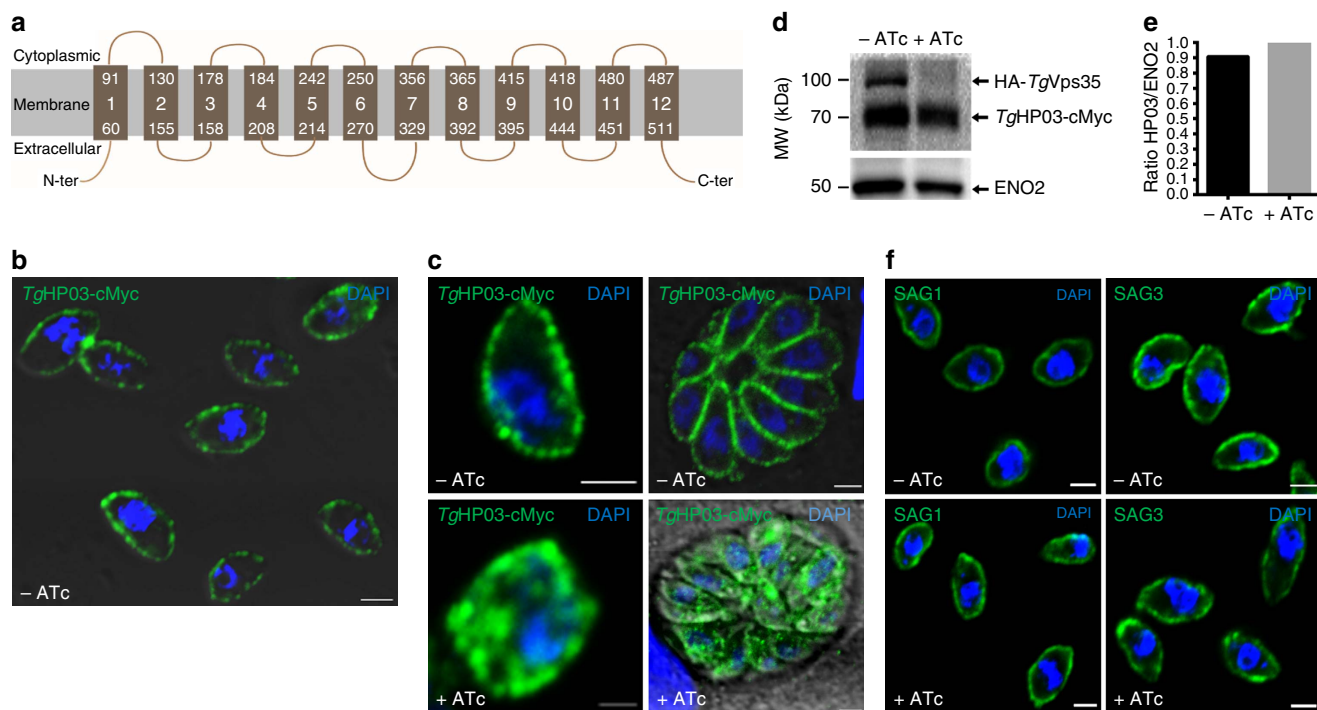 a
Cytoplasmic
91 130 178 184 242 250 356 365 415 418 480 487
Membrane 1 2 3 4 5 6 7 8 9 10 11 12
60 155 158 208 214 270 329 392 395 444 451 511
Extracellular
N-ter
C-ter
d
– ATc + ATc
MW (kDa)
100
70
50
HA-TgVps35
TgHP03-cMyc
ENO2
e
Ratio HP03/ENO2
1.0
0.9
0.8
0.7
0.6
0.5
0.4
0.3
0.2
0.1
0.0
– ATc + ATc
b
TgHP03-cMyc DAPI
– ATc
c
TgHP03-cMyc DAPI
– ATc
TgHP03-cMyc DAPI
– ATc
TgHP03-cMyc DAPI
+ ATc
TgHP03-cMyc DAPI
+ ATc
f
SAG1 DAPI
– ATc
SAG3 DAPI
– ATc
SAG1 DAPI
+ ATc
SAG3 DAPI
+ ATc